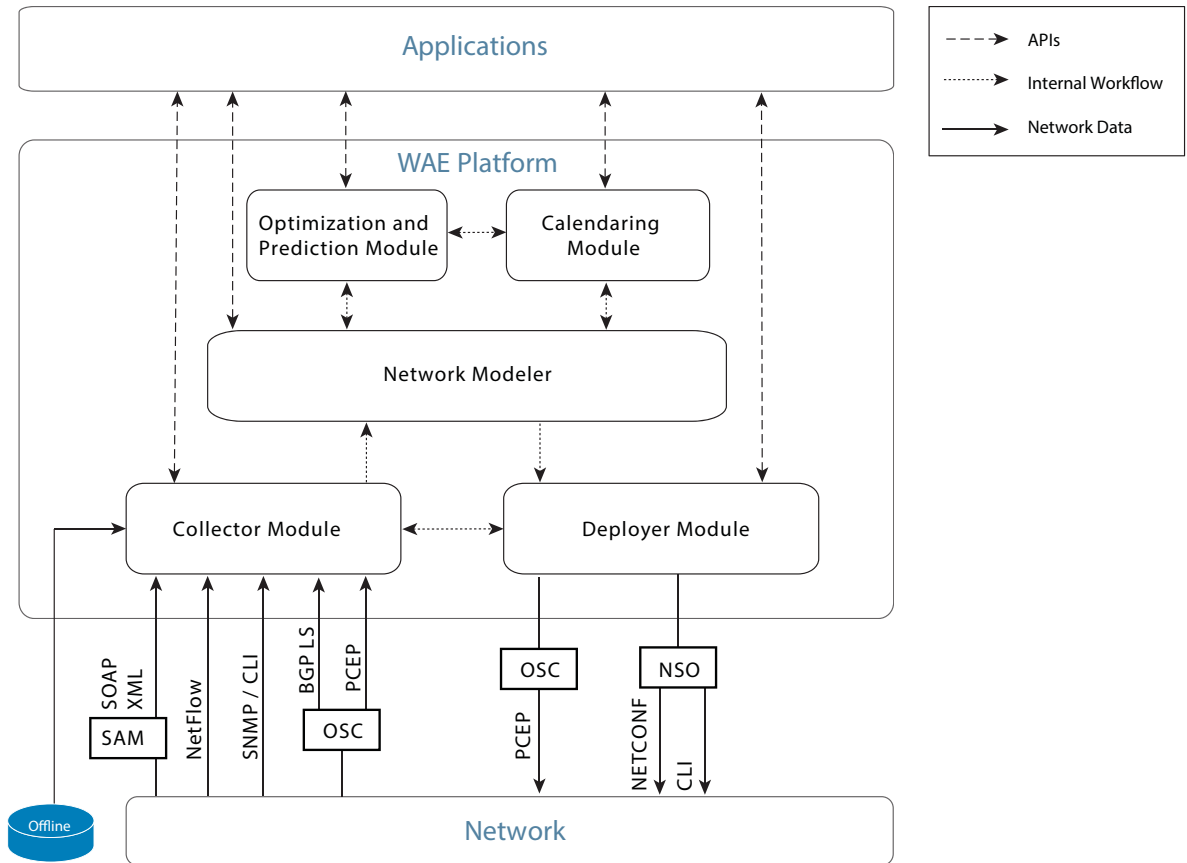 Applications
APIs
Internal Workflow
Network Data
WAE Platform
Optimization and
Prediction Module
Calendaring
Module
Network Modeler
Collector Module
Deployer Module
SOAP
XML
SAM
NetFlow
SNMP / CLI
BGP LS
PCEP
OSC
OSC
PCEP
NSO
NETCONF
CLI
Offline
Network